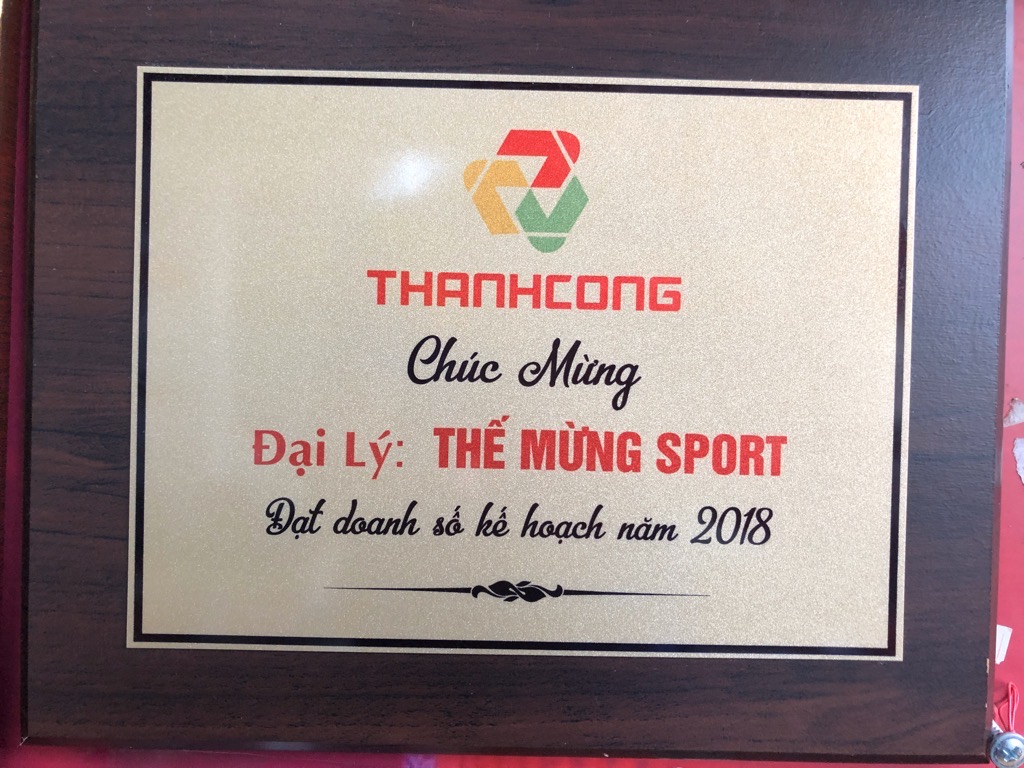 THANHCONG
Chúc Mừng
Đại Lý: THẾ MỪNG SPORT
Đạt doanh số kế hoạch năm 2018